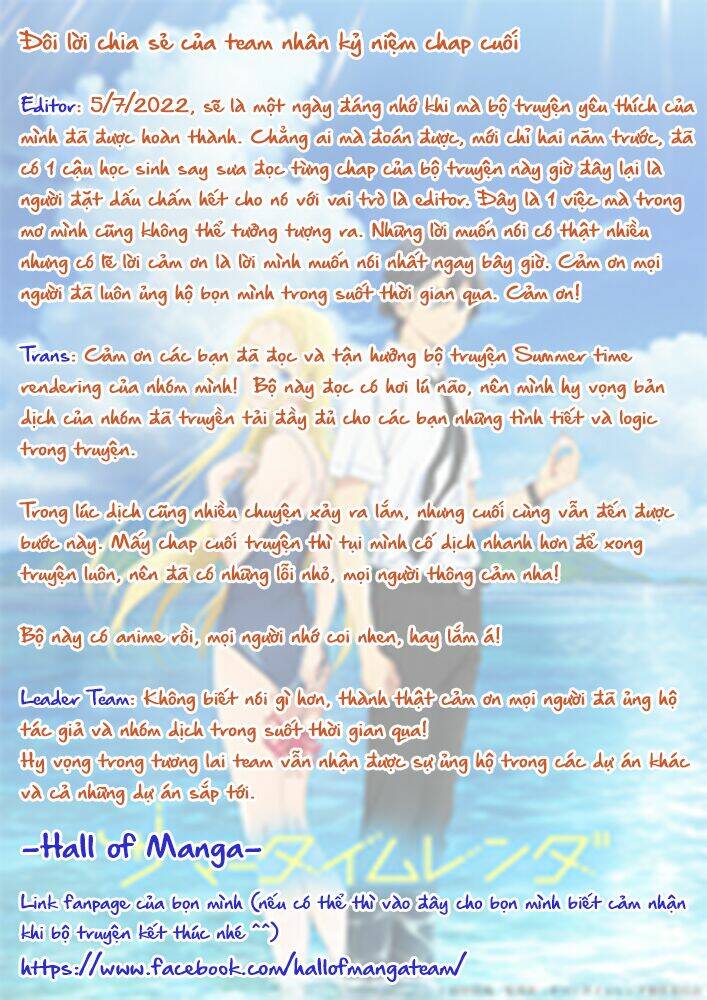 Đôi lời chia sẻ của team nhân kỷ niệm chap cuối
Editor: 5/7/2022, sẽ là một ngày đáng nhớ khi mà bộ truyện yêu thích của
mình đã được hoàn thành. Chẳng ai mà đoán được, mới chỉ hai năm trước, đã
có 1 cậu học sinh say sưa đọc từng chap của bộ truyện này giờ đây lại là
người đặt dấu chấm hết cho nó với vai trò là editor. Đây là 1 việc mà trong
mơ mình cũng không thể tưởng tượng ra. Những lời muốn nói có thật nhiều
nhưng có lẽ lời cảm ơn là lời mình muốn nói nhất ngay bây giờ. Cảm ơn mọi
người đã luôn ủng hộ bọn mình trong suốt thời gian qua. Cảm ơn!
Trans: Cảm ơn các bạn đã đọc và tận hưởng bộ truyện Summer time
rendering của nhóm mình! Bộ này đọc có hơi lú não, nên mình hy vọng bản
dịch của nhóm đã truyền tải đầy đủ cho các bạn những tình tiết và logic
trong truyện.
Trong lúc dịch cũng nhiều chuyện xảy ra lắm, nhưng cuối cùng vẫn đến được
bước này. Mấy chap cuối truyện thì tụi mình cố dịch nhanh hơn để xong
truyện luôn, nên đã có những lỗi nhỏ, mọi người thông cảm nha!
Bộ này có anime rồi, mọi người nhớ coi nhen, hay lắm á!
Leader Team: Không biết nói gì hơn, thành thật cảm ơn mọi người đã ủng hộ
tác giả và nhóm dịch trong suốt thời gian qua!
Hy vọng trong tương lai team vẫn nhận được sự ủng hộ trong các dự án khác
và cả những dự án sắp tới.
-Hall of Manga-
サマータイムレンダ
Link fanpage của bọn mình (nếu có thể thì vào đây cho bọn mình biết cảm nhận
khi bộ truyện kết thúc nhé ^^)
https://www.facebook.com/hallofmangateam/